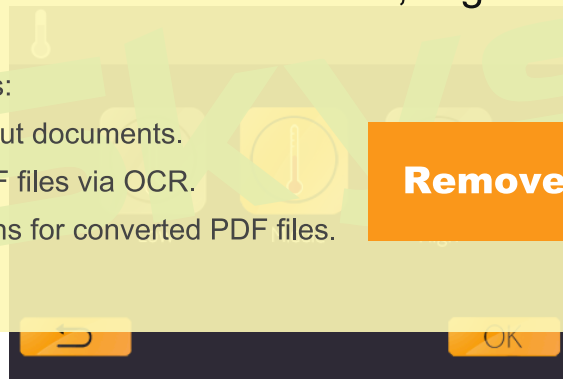 s:
ut documents.
F files via OCR.
Remove
ns for converted PDF files.
OK